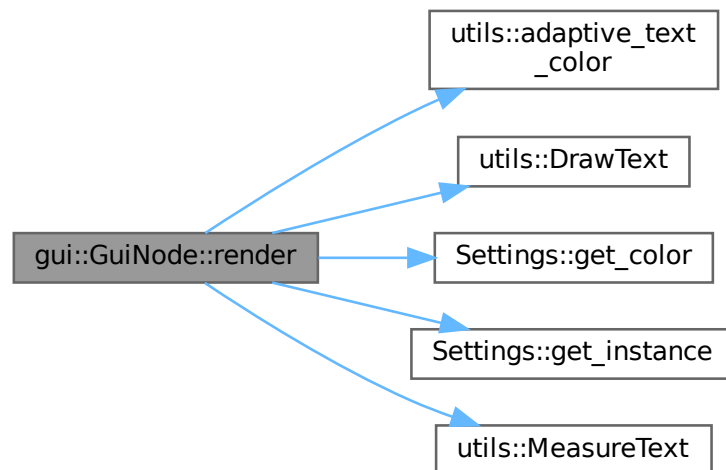 utils::adaptive_text
_color
utils::DrawText
gui::GuiNode::render
Settings::get_color
Settings::get_instance
utils::MeasureText